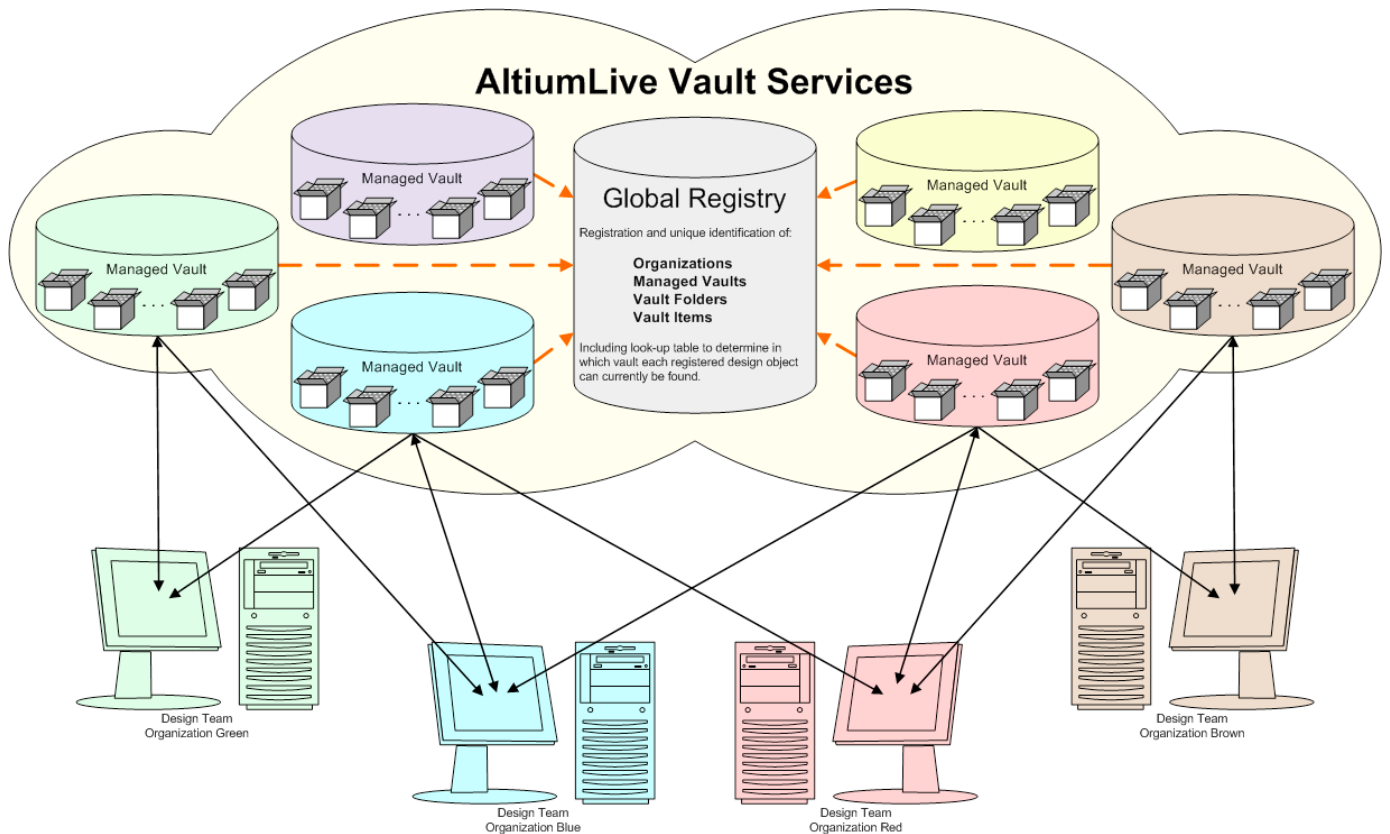 AltiumLive Vault Services
Managed Vault
. . .
Managed Vault
. . .
Managed Vault
. . .
Managed Vault
. . .
Global Registry
Registration and unique identification of:
Organizations
Managed Vaults
Vault Folders
Vault Items
Including look-up table to determine in
which vault each registered design object
can currently be found.
Managed Vault
. . .
Managed Vault
. . .
Design Team
Organization Green
Design Team
Organization Blue
Design Team
Organization Red
Design Team
Organization Brown